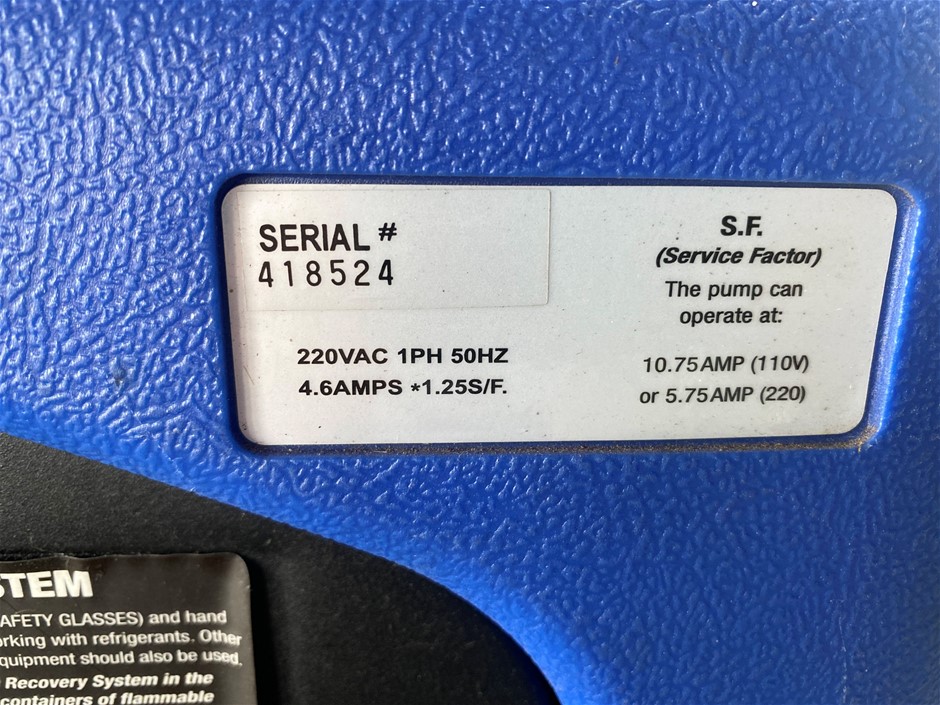 SERIAL #
418524
220VAC 1PH 50HZ
4.6AMPS *1.25S/F.
S.F.
(Service Factor)
The pump can
operate at:
10.75AMP (110V)
or 5.75AMP (220)
STEM
AFETY GLASSES) and hand
orking with refrigerants. Other
quipment should also be used.
Recovery System in the
containers of flammable